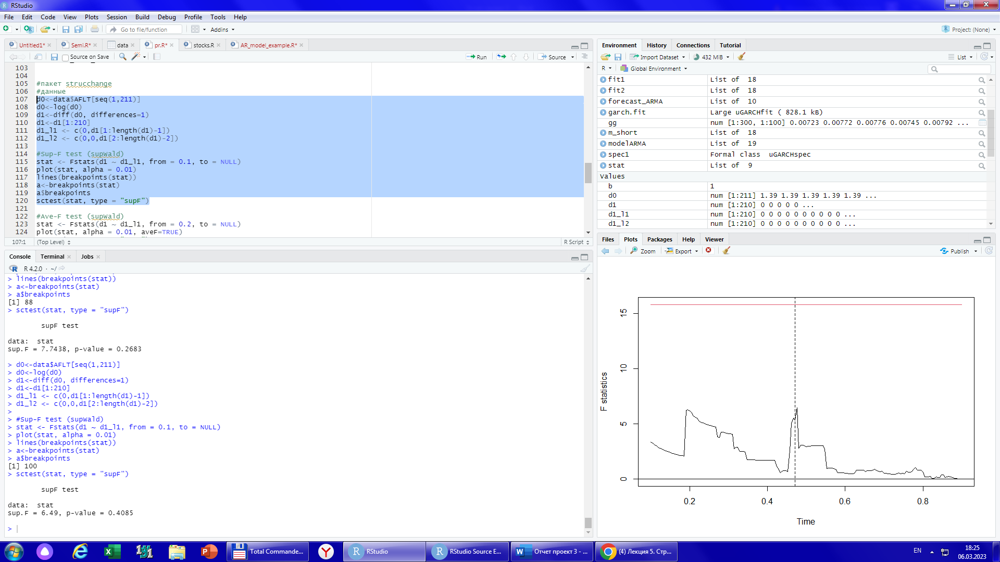 RStudio
File Edit Code View Plots Session Build Debug Profile Tools Help
Go to file/function Addins Project: (None)
Untitled1* Semi.R* data pr.R* stocks.R AR_model_example.R*
Source on Save Run Source
103
104
105 #пакет strucchange
106 #данные
107 d0<-data$AFLT[seq(1,211)]
108 d0<-log(d0)
109 d1<-diff(d0, differences=1)
110 d1<-d1[1:210]
111 d1_l1 <- c(0,d1[1:length(d1)-1])
112 d1_l2 <- c(0,0,d1[2:length(d1)-2])
113
114 #Sup-F test (supWald)
115 stat <- Fstats(d1 ~ d1_l1, from = 0.1, to = NULL)
116 plot(stat, alpha = 0.01)
117 lines(breakpoints(stat))
118 a<-breakpoints(stat)
119 a$breakpoints
120 sctest(stat, type = "supF")
121
122 #Ave-F test (supWald)
123 stat <- Fstats(d1 ~ d1_l1, from = 0.2, to = NULL)
124 plot(stat, alpha = 0.01, aveF=TRUE)
107:1 (Top Level) R Script
Console Terminal Jobs
R 4.2.0 · ~/
> lines(breakpoints(stat))
> a<-breakpoints(stat)
> a$breakpoints
[1] 88
> sctest(stat, type = "supF")
supF test
data: stat
sup.F = 7.7438, p-value = 0.2683
> d0<-data$AFLT[seq(1,211)]
> d0<-log(d0)
> d1<-diff(d0, differences=1)
> d1<-d1[1:210]
> d1_l1 <- c(0,d1[1:length(d1)-1])
> d1_l2 <- c(0,0,d1[2:length(d1)-2])
>
> #Sup-F test (supWald)
> stat <- Fstats(d1 ~ d1_l1, from = 0.1, to = NULL)
> plot(stat, alpha = 0.01)
> lines(breakpoints(stat))
> a<-breakpoints(stat)
> a$breakpoints
[1] 100
> sctest(stat, type = "supF")
supF test
data: stat
sup.F = 6.49, p-value = 0.4085
>
Environment History Connections Tutorial
Import Dataset 432 MiB List
R Global Environment
fit1 List of 18
fit2 List of 18
forecast_ARMA List of 10
garch.fit Large uGARCHfit ( 828.1 kB)
gg num [1:300, 1:100] 0.00723 0.00772 0.00776 0.00745 0.00792 ...
m_short List of 18
modelARMA List of 19
spec1 Formal class uGARCHspec
stat List of 9
Values
b 1
d0 num [1:211] 1.39 1.39 1.39 1.39 1.39 ...
d1 num [1:210] 0 0 0 0 0 ...
d1_l1 num [1:210] 0 0 0 0 0 0 0 0 0 0 ...
d1_l2 num [1:210] 0 0 0 0 0 0 0 0 0 0 ...
Files Plots Packages Help Viewer
Zoom Export Publish
15
10
5
0
F statistics
0.2 0.4 0.6 0.8
Time
Total Commande... RStudio RStudio Source E... Отчет проект 3 - ... (4) Лекция 5. Стр...
EN 18:25
06.03.2023